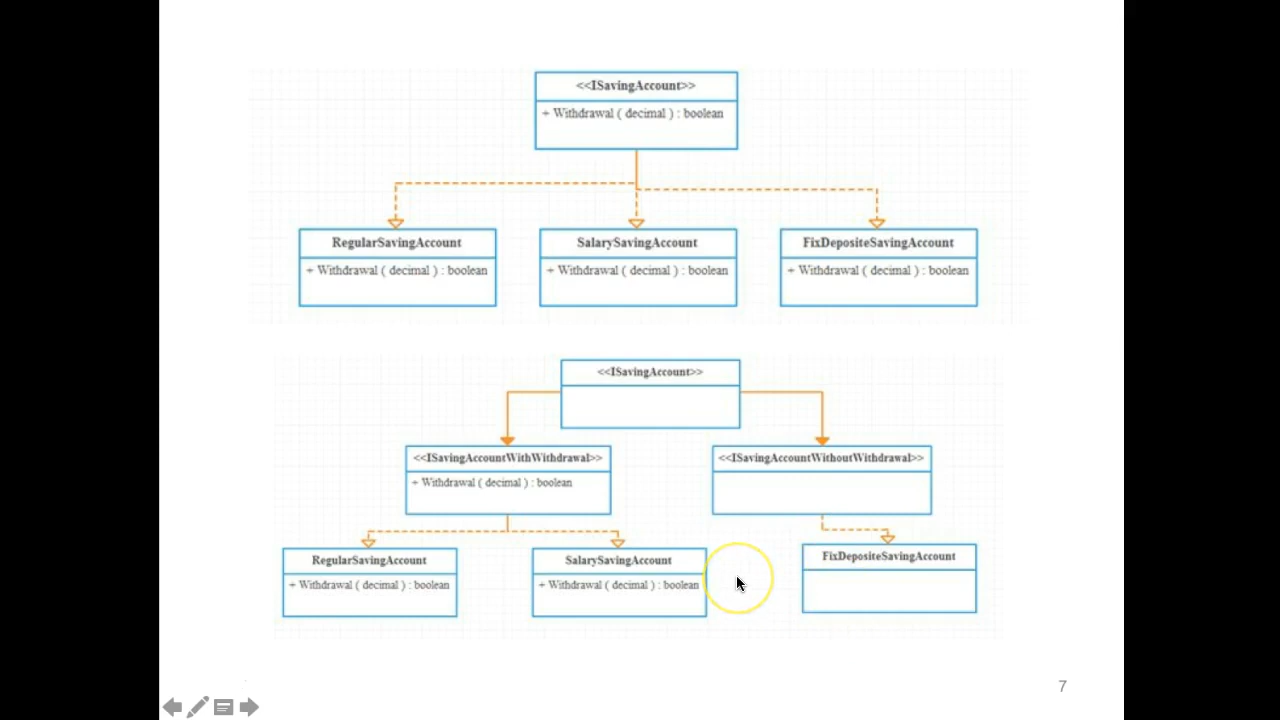 <<ISavingAccount>>
+ Withdrawal ( decimal ) : boolean
RegularSavingAccount
+ Withdrawal ( decimal ) : boolean
SalarySavingAccount
+ Withdrawal ( decimal ) : boolean
FixDepositeSavingAccount
+ Withdrawal ( decimal ) : boolean
<<ISavingAccount>>
<<ISavingAccountWithWithdrawal>>
+ Withdrawal ( decimal ) : boolean
<<ISavingAccountWithoutWithdrawal>>
RegularSavingAccount
+ Withdrawal ( decimal ) : boolean
SalarySavingAccount
+ Withdrawal ( decimal ) : boolean
FixDepositeSavingAccount
7